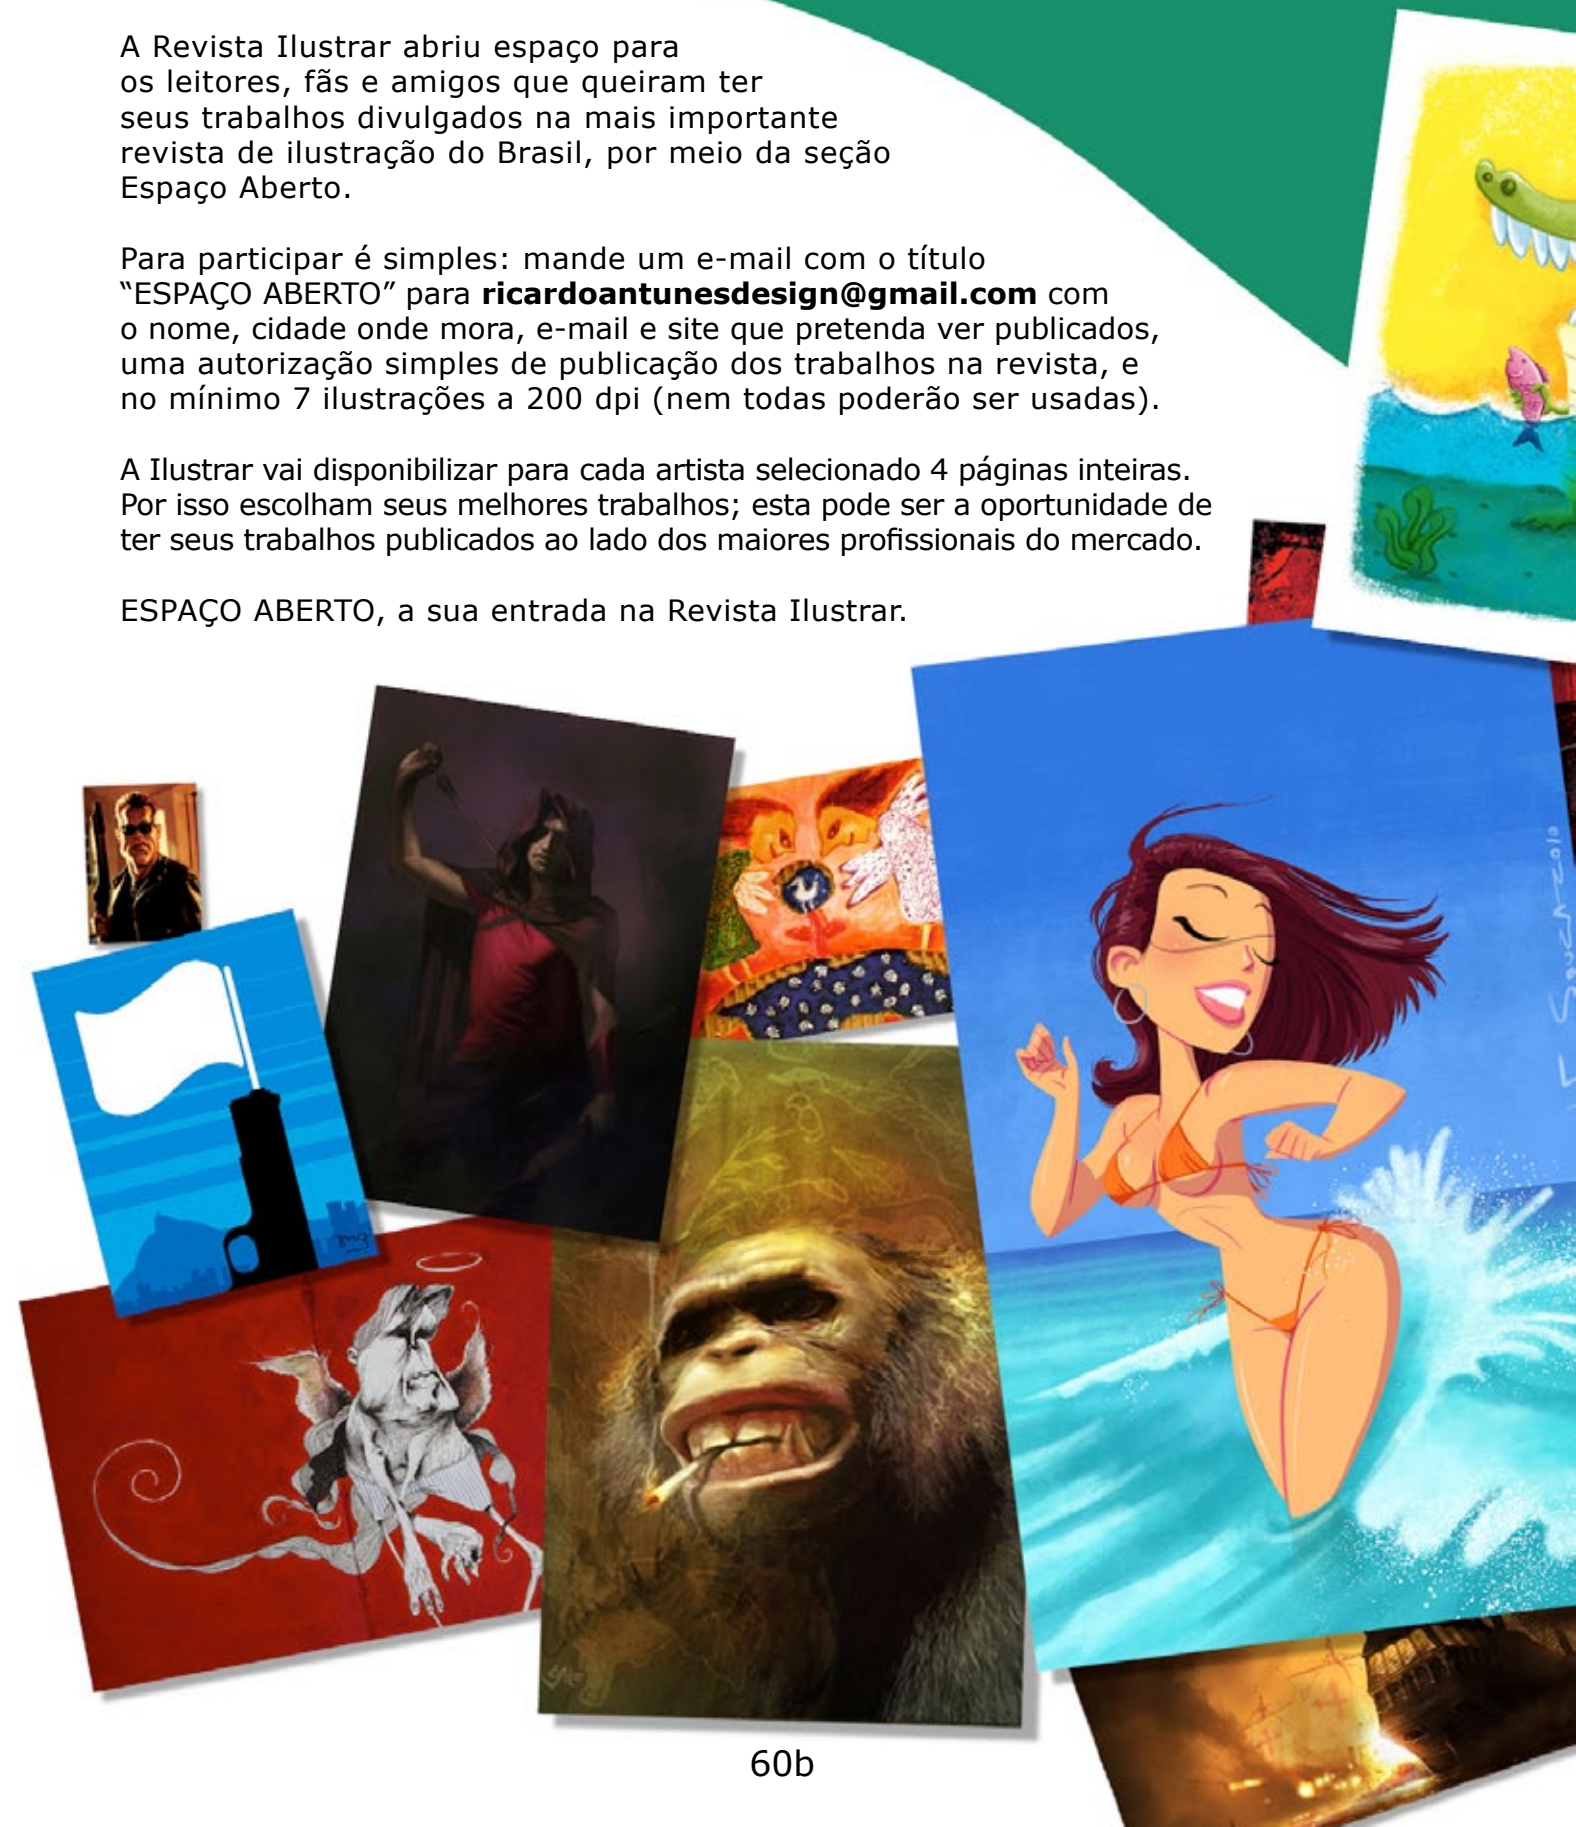 A Revista Ilustrar abriu espaço para
os leitores, fãs e amigos que queiram ter
seus trabalhos divulgados na mais importante
revista de ilustração do Brasil, por meio da seção
Espaço Aberto.
Para participar é simples: mande um e-mail com o título
“ESPAÇO ABERTO” para ricardoantunesdesign@gmail.com com
o nome, cidade onde mora, e-mail e site que pretenda ver publicados,
uma autorização simples de publicação dos trabalhos na revista, e
no mínimo 7 ilustrações a 200 dpi (nem todas poderão ser usadas).
A Ilustrar vai disponibilizar para cada artista selecionado 4 páginas inteiras.
Por isso escolham seus melhores trabalhos; esta pode ser a oportunidade de
ter seus trabalhos publicados ao lado dos maiores profissionais do mercado.
ESPAÇO ABERTO, a sua entrada na Revista Ilustrar.
60b